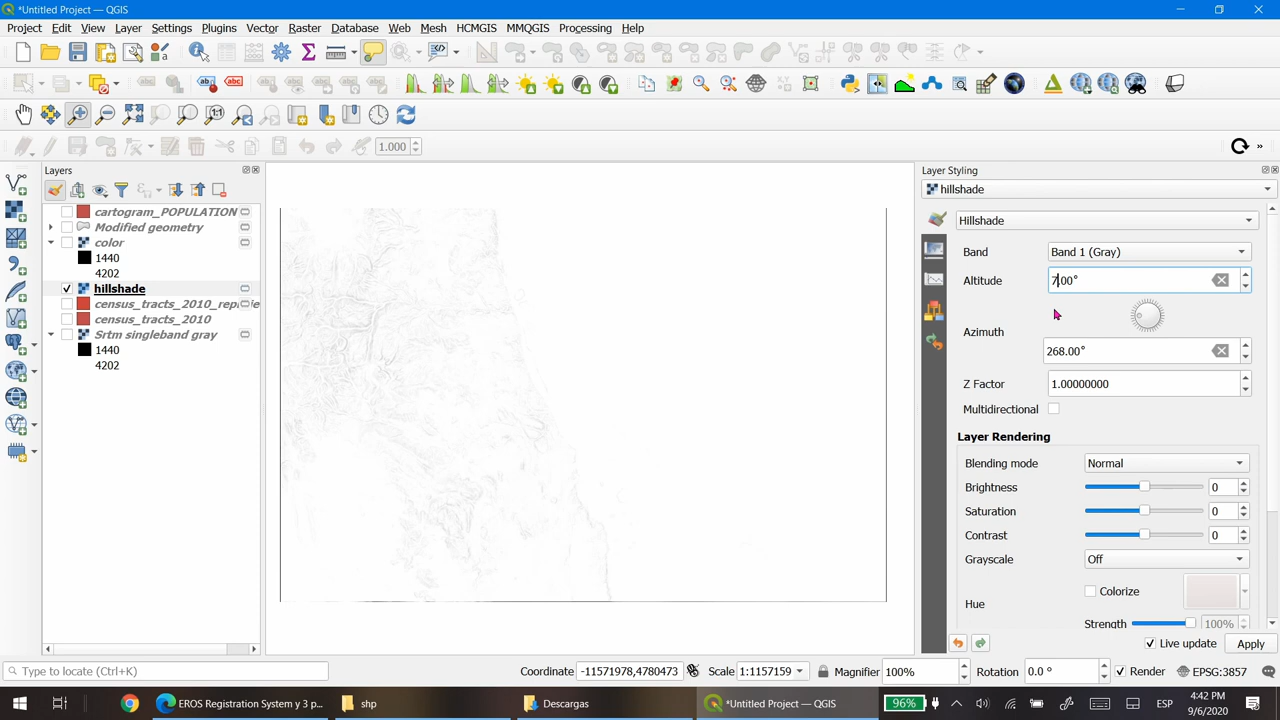 *Untitled Project — QGIS
Project Edit View Layer Settings Plugins Vector Raster Database Web Mesh HCMGIS MMQGIS Processing Help
1.000
Layers
cartogram_POPULATION
Modified geometry
color
1440
4202
hillshade
census_tracts_2010_repr
census_tracts_2010
Srtm singleband gray
1440
4202
Layer Styling
hillshade
Hillshade
Band Band 1 (Gray)
Altitude 7.00°
Azimuth
268.00°
Z Factor 1.00000000
Multidirectional
Layer Rendering
Blending mode Normal
Brightness 0
Saturation 0
Contrast 0
Grayscale Off
Colorize
Hue
Strength 100%
Live update Apply
Type to locate (Ctrl+K) Coordinate -11571978,4780473 Scale 1:1157159 Magnifier 100% Rotation 0.0 ° Render EPSG:3857
EROS Registration System y 3 p... shp Descargas *Untitled Project — QGIS 96% ESP 4:42 PM
9/6/2020